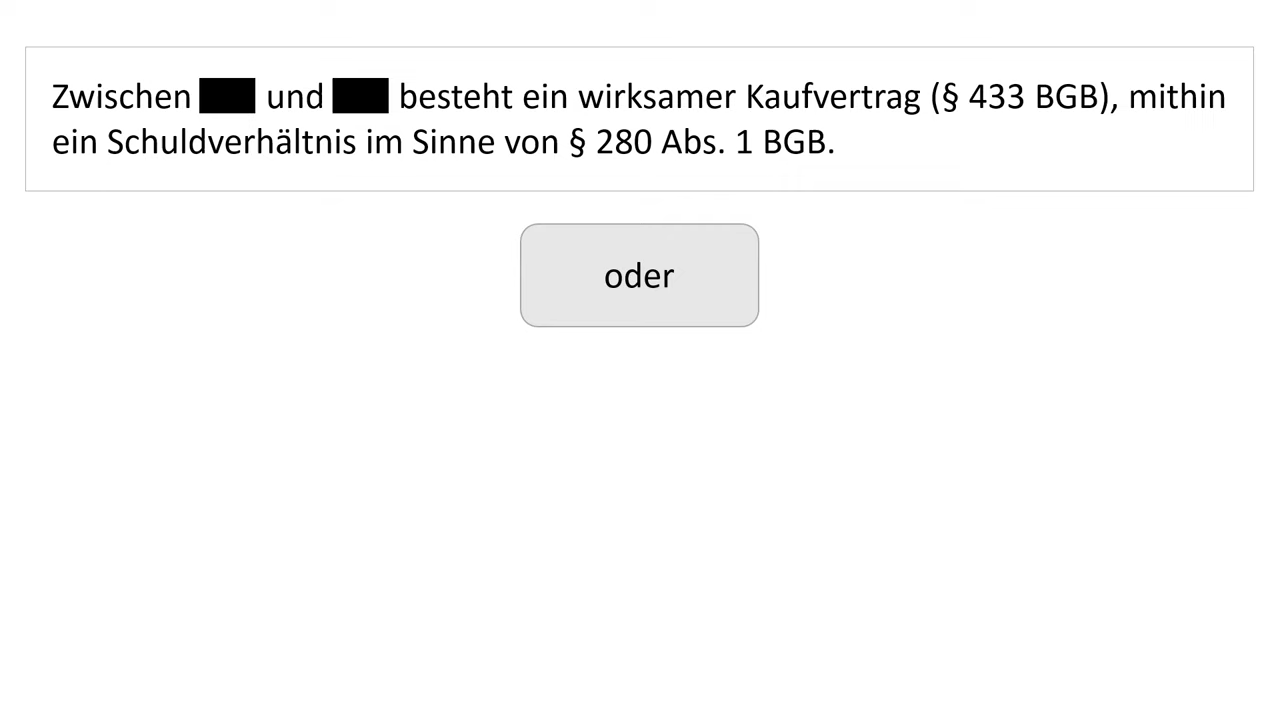 Zwischen und besteht ein wirksamer Kaufvertrag (§ 433 BGB), mithin
ein Schuldverhältnis im Sinne von § 280 Abs. 1 BGB.
oder